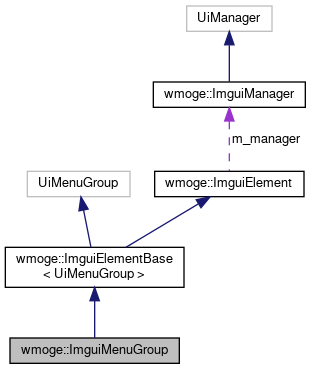 UiManager
wmoge::ImguiManager
m_manager
UiMenuGroup
wmoge::ImguiElement
wmoge::ImguiElementBase
< UiMenuGroup >
wmoge::ImguiMenuGroup